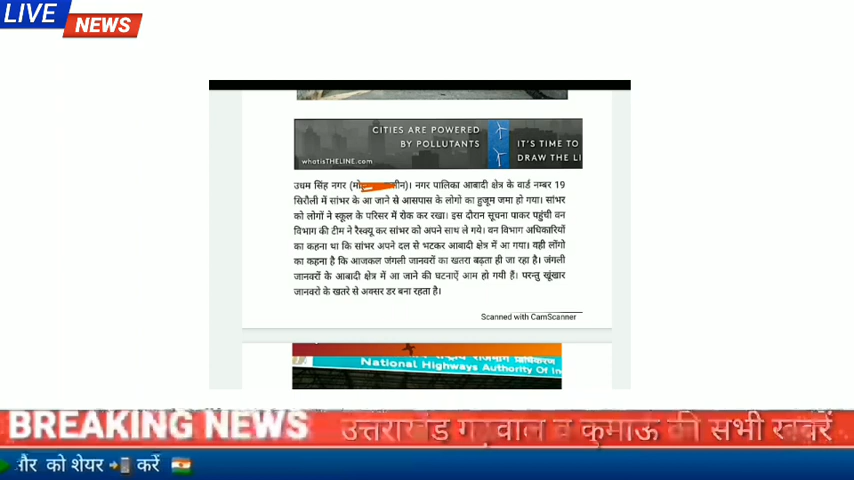 LIVE
NEWS
CITIES ARE POWERED
BY POLLUTANTS
IT'S TIME TO
DRAW THE LI
whatisTHELINE.com
उधम सिंह नगर (मो सीन)। नगर पालिका आबादी क्षेत्र के वार्ड नम्बर 19
सिरौली में सांभर के आ जाने से आसपास के लोगो का हुजूम जमा हो गया। सांभर
को लोगों ने स्कूल के परिसर में रोक कर रखा। इस दौरान सूचना पाकर पहुंची वन
विभाग की टीम ने रैस्क्यू कर सांभर को अपने साथ ले गये। वन विभाग अधिकारियों
का कहना था कि सांभर अपने दल से भटकर आबादी क्षेत्र में आ गया। वही लोंगो
का कहना है कि आजकल जंगली जानवरों का खतरा बढ़ता ही जा रहा है। जंगली
जानवरों के आबादी क्षेत्र में आ जाने की घटनाऐं आम हो गयी हैं। परन्तु खूंखार
जानवरो के खतरे से अक्सर डर बना रहता है।
Scanned with CamScanner
राष्ट्रीय राजमार्ग प्राधिकरण
National Highways Authority Of In
BREAKING NEWS
उत्तराखंड गढ़वाल व कुमाऊ की सभी खबरें
और को शेयर करें